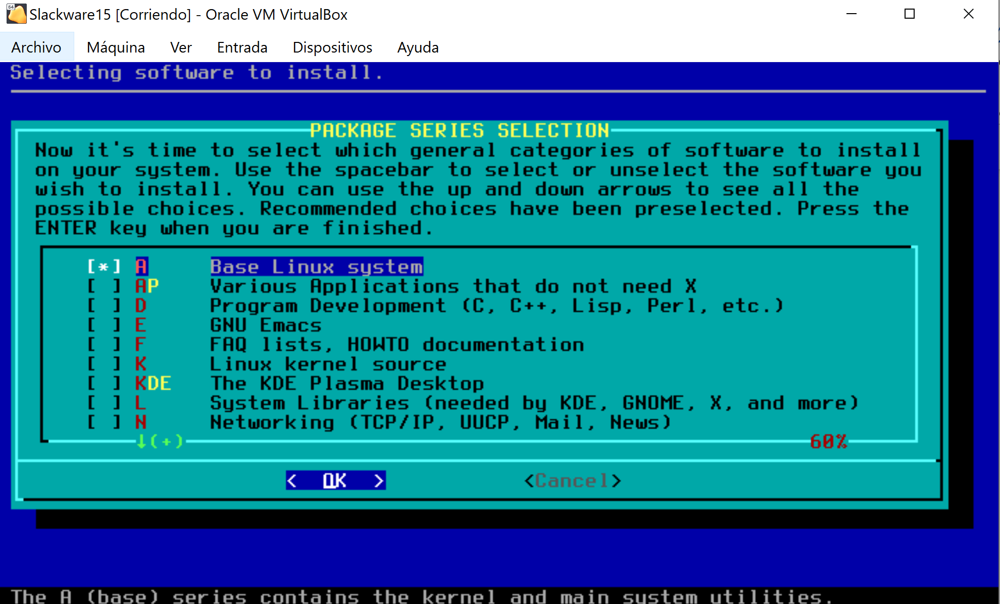 64
Slackware15 [Corriendo] - Oracle VM VirtualBox
Archivo Máquina Ver Entrada Dispositivos Ayuda
Selecting software to install.
PACKAGE SERIES SELECTION
Now it's time to select which general categories of software to install
on your system. Use the spacebar to select or unselect the software you
wish to install. You can use the up and down arrows to see all the
possible choices. Recommended choices have been preselected. Press the
ENTER key when you are finished.
[*] A Base Linux system
[ ] AP Various Applications that do not need X
[ ] D Program Development (C, C++, Lisp, Perl, etc.)
[ ] E GNU Emacs
[ ] F FAQ lists, HOWTO documentation
[ ] K Linux kernel source
[ ] KDE The KDE Plasma Desktop
[ ] L System Libraries (needed by KDE, GNOME, X, and more)
[ ] N Networking (TCP/IP, UUCP, Mail, News)
↓(+) 60%
< OK > <Cancel>
The A (base) series contains the kernel and main system utilities.